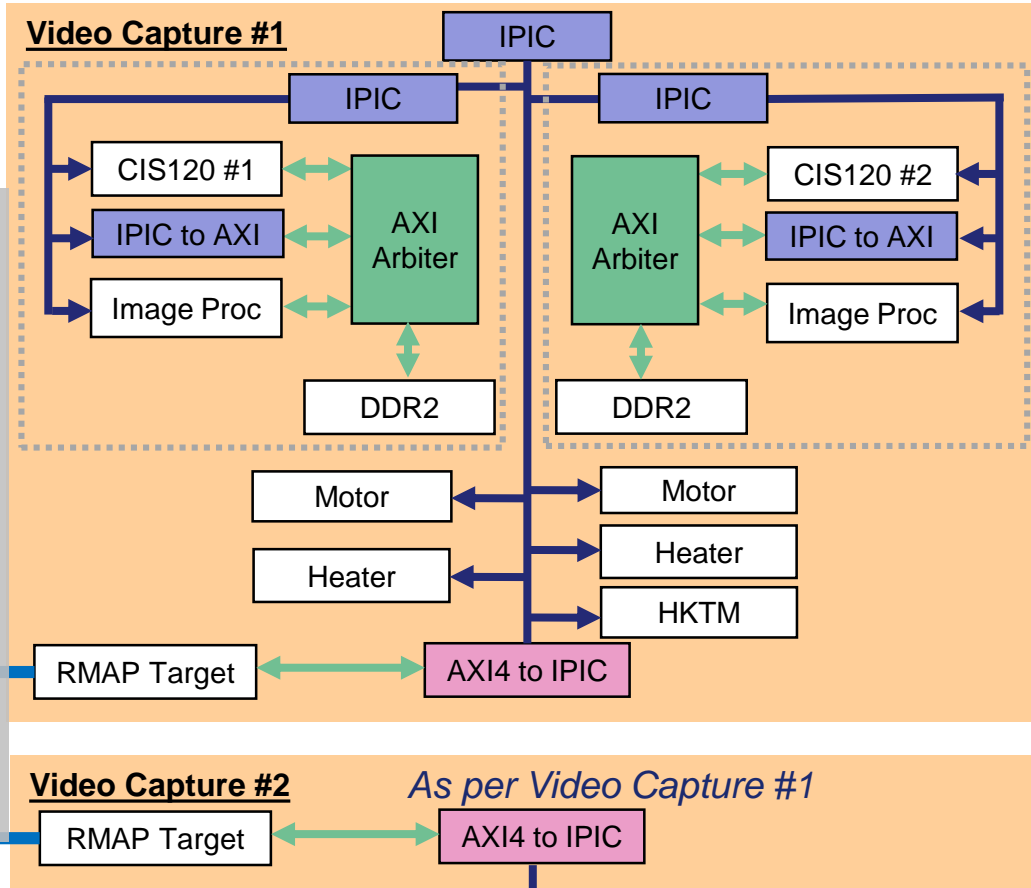 Video Capture #1
IPIC
IPIC
IPIC
CIS120 #1
AXI
Arbiter
AXI
Arbiter
CIS120 #2
IPIC to AXI
IPIC to AXI
Image Proc
Image Proc
DDR2
DDR2
Motor
Motor
Heater
Heater
HKTM
RMAP Target
AXI4 to IPIC
Video Capture #2
As per Video Capture #1
RMAP Target
AXI4 to IPIC